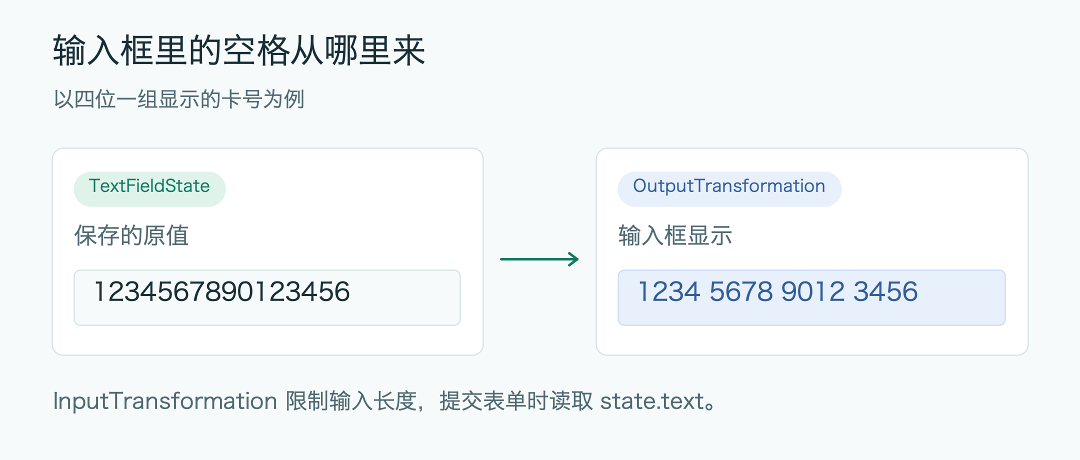 输入框里的空格从哪里来
以四位一组显示的卡号为例
TextFieldState
保存的原值
1234567890123456
OutputTransformation
输入框显示
1234 5678 9012 3456
InputTransformation 限制输入长度，提交表单时读取 state.text。